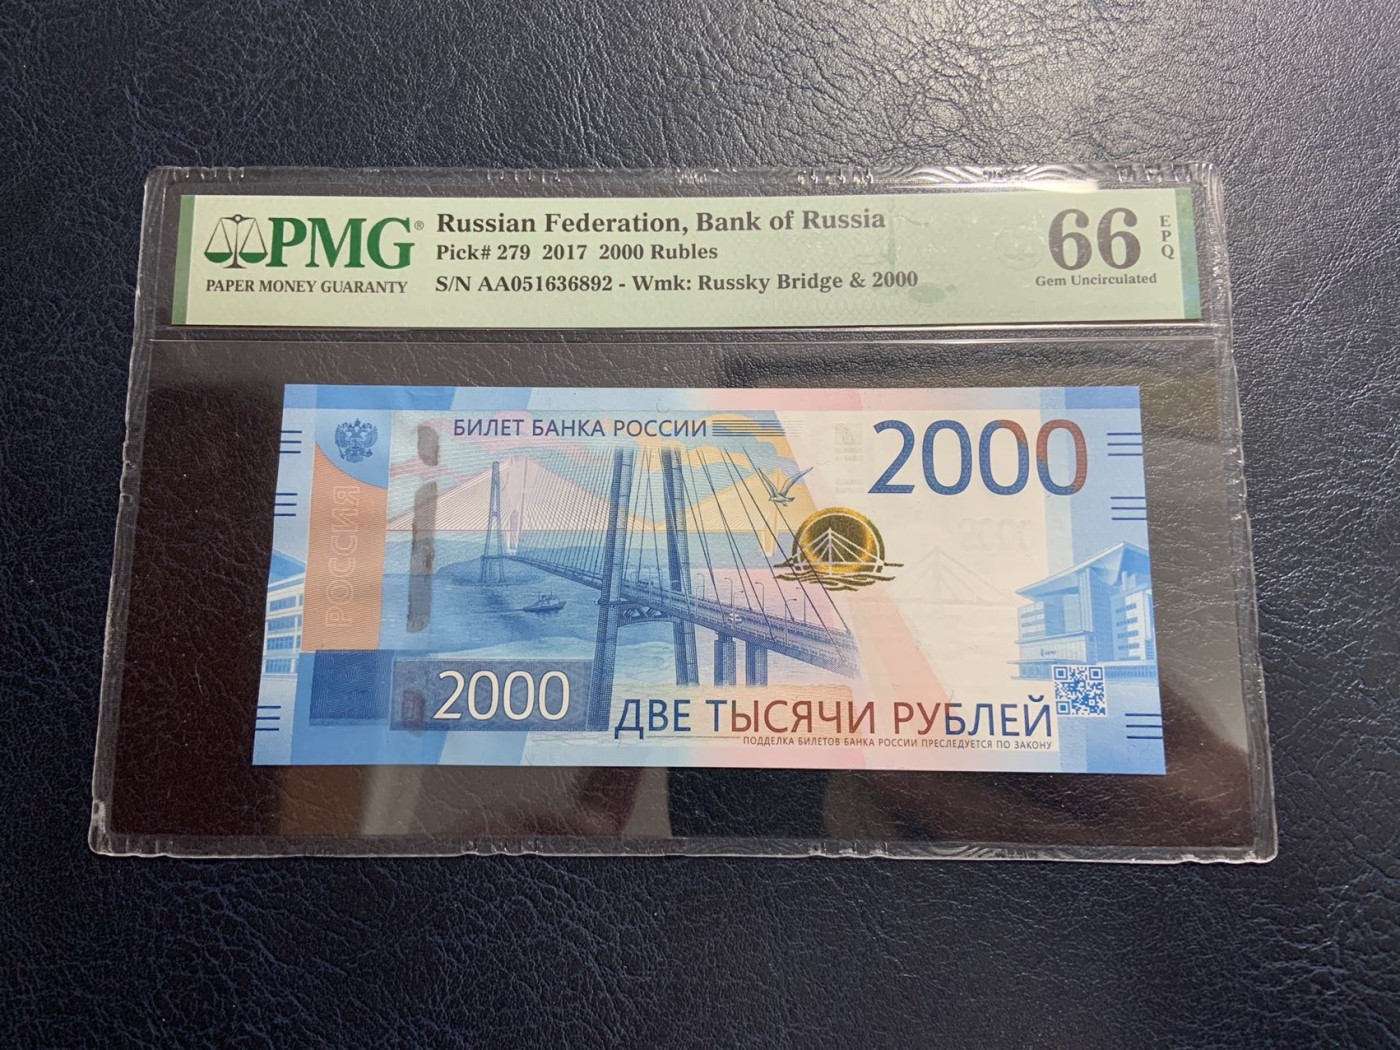 PMG®
PAPER MONEY GUARANTY
Russian Federation, Bank of Russia
Pick# 279 2017 2000 Rubles
S/N AA051636892 - Wmk: Russky Bridge & 2000
66
EPQ
Gem Uncirculated
БИЛЕТ БАНКА РОССИИ
2000
РОССИЯ
2000
ДВЕ ТЫСЯЧИ РУБЛЕЙ
ПОДДЕЛКА БИЛЕТОВ БАНКА РОССИИ ПРЕСЛЕДУЕТСЯ ПО ЗАКОНУ